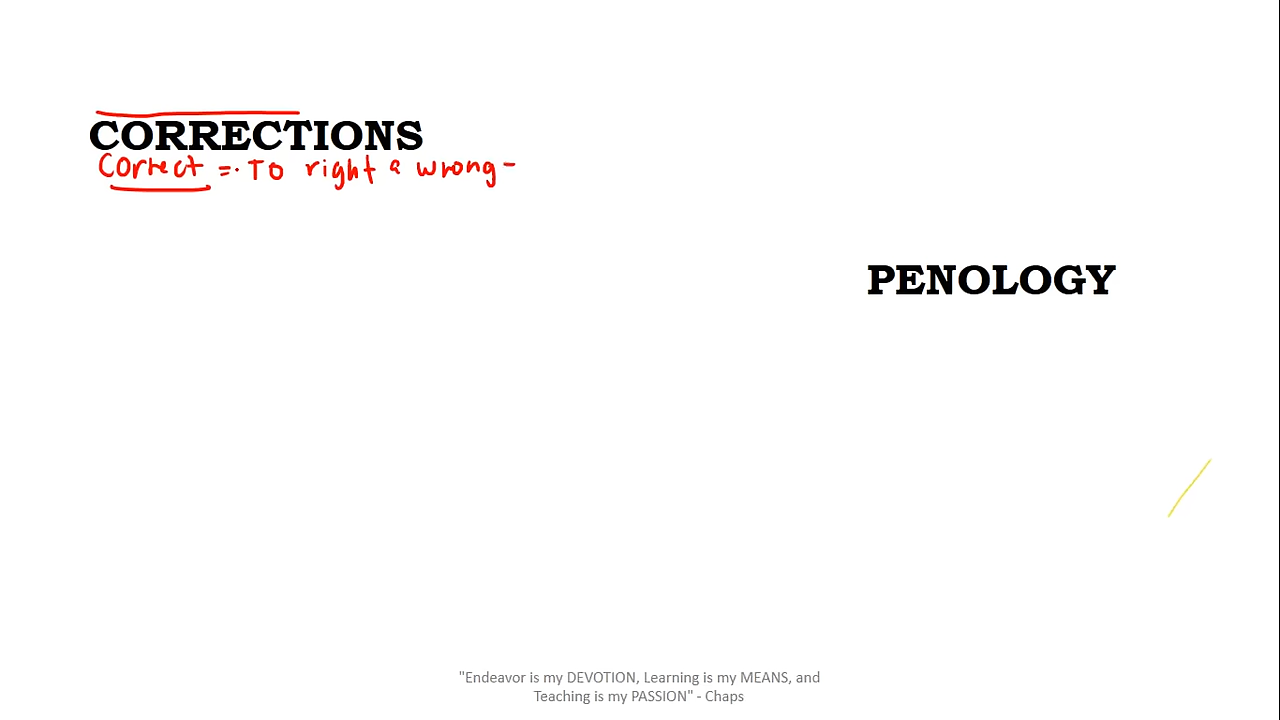 CORRECTIONS
Correct = · To right a wrong -
PENOLOGY
"Endeavor is my DEVOTION, Learning is my MEANS, and
Teaching is my PASSION" - Chaps